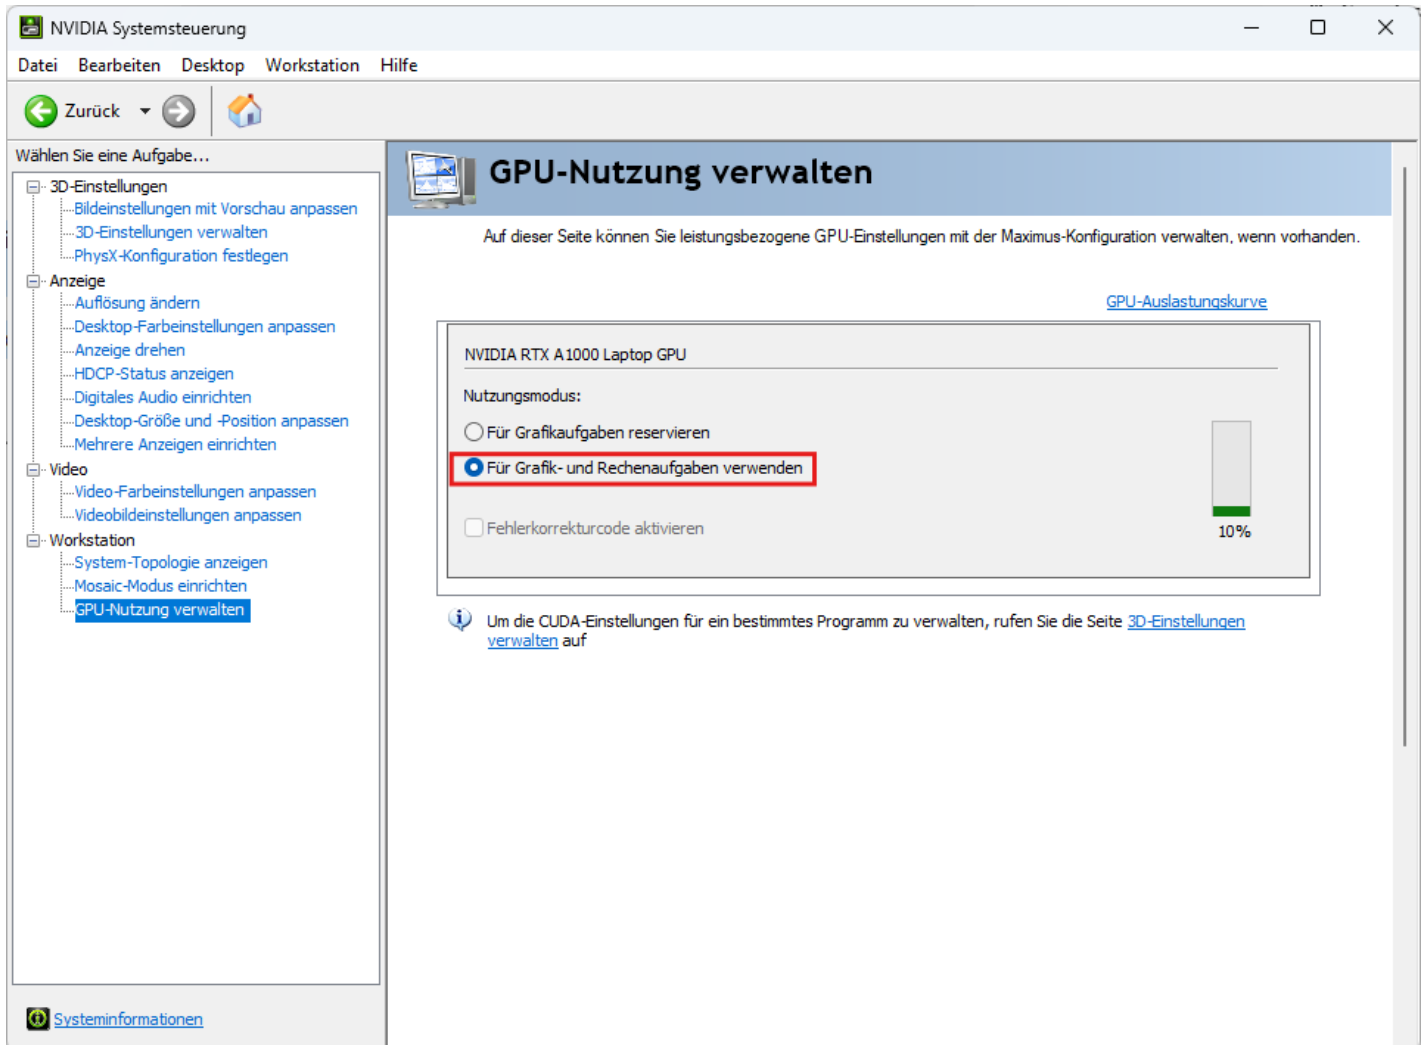 NVIDIA Systemsteuerung
Datei Bearbeiten Desktop Workstation Hilfe
Zurück
Wählen Sie eine Aufgabe...
3D-Einstellungen
Bildeinstellungen mit Vorschau anpassen
3D-Einstellungen verwalten
PhysX-Konfiguration festlegen
Anzeige
Auflösung ändern
Desktop-Farbeinstellungen anpassen
Anzeige drehen
HDCP-Status anzeigen
Digitales Audio einrichten
Desktop-Größe und -Position anpassen
Mehrere Anzeigen einrichten
Video
Video-Farbeinstellungen anpassen
Videobildeinstellungen anpassen
Workstation
System-Topologie anzeigen
Mosaic-Modus einrichten
GPU-Nutzung verwalten
Systeminformationen
GPU-Nutzung verwalten
Auf dieser Seite können Sie leistungsbezogene GPU-Einstellungen mit der Maximus-Konfiguration verwalten, wenn vorhanden.
GPU-Auslastungskurve
NVIDIA RTX A1000 Laptop GPU
Nutzungsmodus:
Für Grafikaufgaben reservieren
Für Grafik- und Rechenaufgaben verwenden
Fehlerkorrekturcode aktivieren
10%
Um die CUDA-Einstellungen für ein bestimmtes Programm zu verwalten, rufen Sie die Seite 3D-Einstellungen
verwalten auf